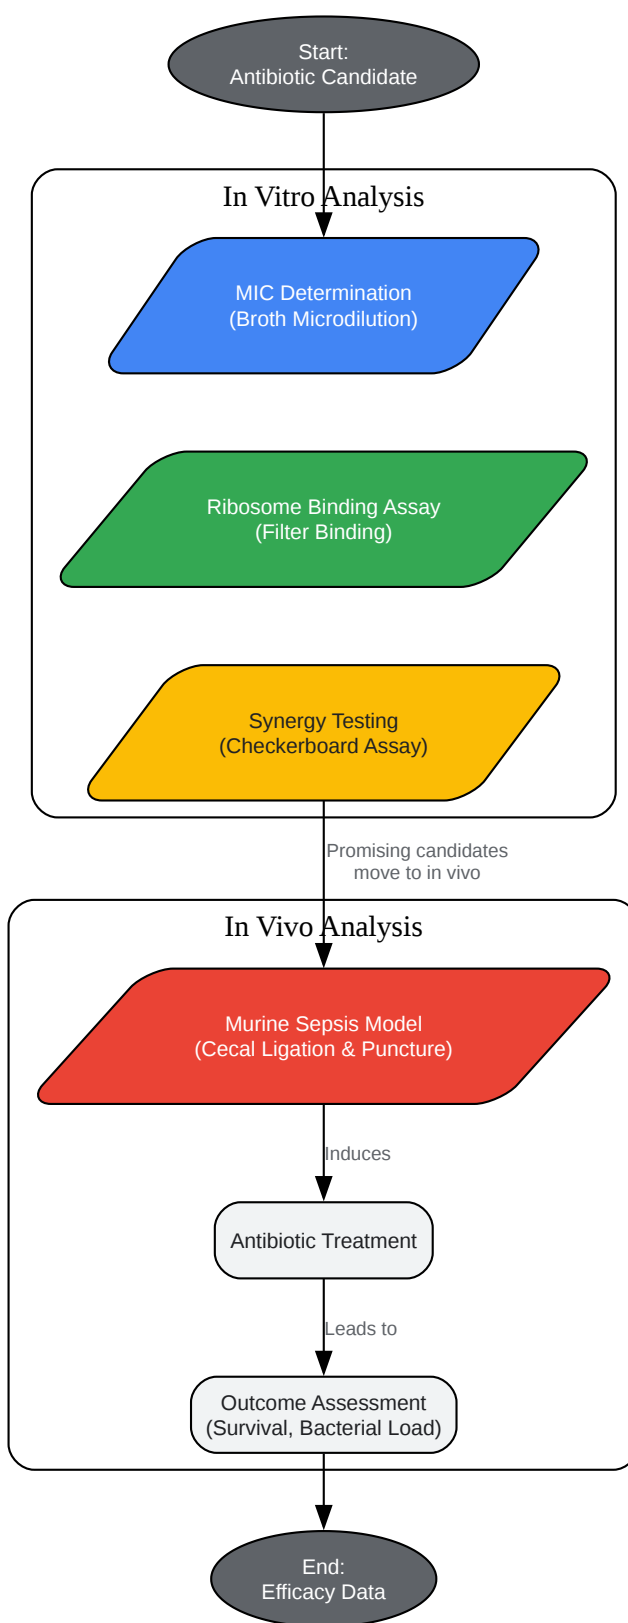 Start:
Antibiotic Candidate
In Vitro Analysis
MIC Determination
(Broth Microdilution)
Ribosome Binding Assay
(Filter Binding)
Synergy Testing
(Checkerboard Assay)
Promising candidates
move to in vivo
In Vivo Analysis
Murine Sepsis Model
(Cecal Ligation & Puncture)
Induces
Antibiotic Treatment
Leads to
Outcome Assessment
(Survival, Bacterial Load)
End:
Efficacy Data